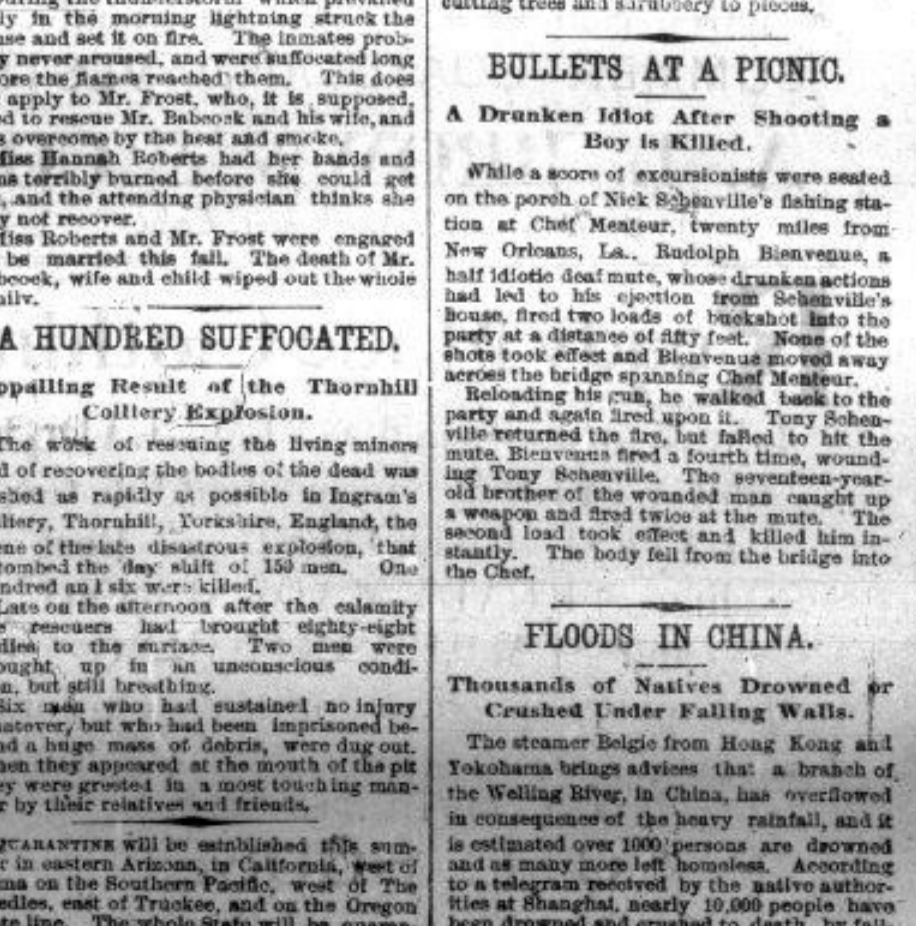 ly in the morning lightning struck the
se and set it on fire. The inmates prob-
y never aroused, and were suffocated long
ore the flames reached them. This does
apply to Mr. Frost, who, it is supposed,
ed to rescue Mr. Babcock and his wife, and
s overcome by the heat and smoke.
Miss Hannah Roberts had her hands and
ms terribly burned before she could get
, and the attending physician thinks she
y not recover.
Miss Roberts and Mr. Frost were engaged
be married this fall. The death of Mr.
bcock, wife and child wiped out the whole
mily.
A HUNDRED SUFFOCATED.
ppalling Result of the Thornhill
Colliery Explosion.
The work of rescuing the living miners
d of recovering the bodies of the dead was
shed as rapidly as possible in Ingram's
lliery, Thornhill, Yorkshire, England, the
ene of the late disastrous explosion, that
tombed the day shift of 150 men. One
ndred and six were killed.
Late on the afternoon after the calamity
e rescuers had brought eighty-eight
dies to the surface. Two men were
ought up in an unconscious condi-
n, but still breathing.
Six men who had sustained no injury
hatever, but who had been imprisoned be-
nd a huge mass of debris, were dug out.
hen they appeared at the mouth of the pit
ey were greeted in a most touching man-
r by their relatives and friends.
QUARANTINE will be established this sum-
r in eastern Arizona, in California, west of
ma on the Southern Pacific, west of The
edles, east of Truckee, and on the Oregon
te line. The whole State will be
cutting trees and shrubbery to pieces.
BULLETS AT A PICNIC.
A Drunken Idiot After Shooting a
Boy is Killed.
While a score of excursionists were seated
on the porch of Nick Schenville's fishing sta-
tion at Chef Menteur, twenty miles from
New Orleans, La., Rudolph Bienvenue, a
half idiotic deaf mute, whose drunken actions
had led to his ejection from Schenville's
house, fired two loads of buckshot into the
party at a distance of fifty feet. None of the
shots took effect and Bienvenue moved away
across the bridge spanning Chef Menteur.
Reloading his gun, he walked back to the
party and again fired upon it. Tony Schen-
ville returned the fire, but failed to hit the
mute. Bienvenue fired a fourth time, wound-
ing Tony Schenville. The seventeen-year-
old brother of the wounded man caught up
a weapon and fired twice at the mute. The
second load took effect and killed him in-
stantly. The body fell from the bridge into
the Chef.
FLOODS IN CHINA.
Thousands of Natives Drowned or
Crushed Under Falling Walls.
The steamer Belgic from Hong Kong and
Yokohama brings advices that a branch of
the Welling River, in China, has overflowed
in consequence of the heavy rainfall, and it
is estimated over 1000 persons are drowned
and as many more left homeless. According
to a telegram received by the native author-
ities at Shanghai, nearly 10,000 people have
been drowned and crushed to death by fall-